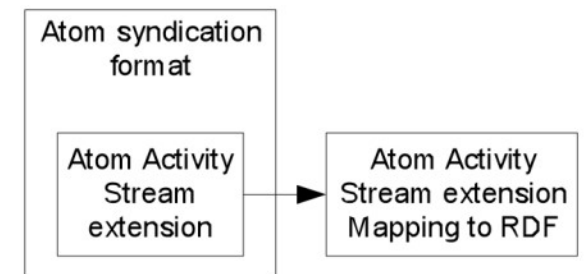 Atom syndication
format
Atom Activity
Stream
extension
Atom Activity
Stream extension
Mapping to RDF